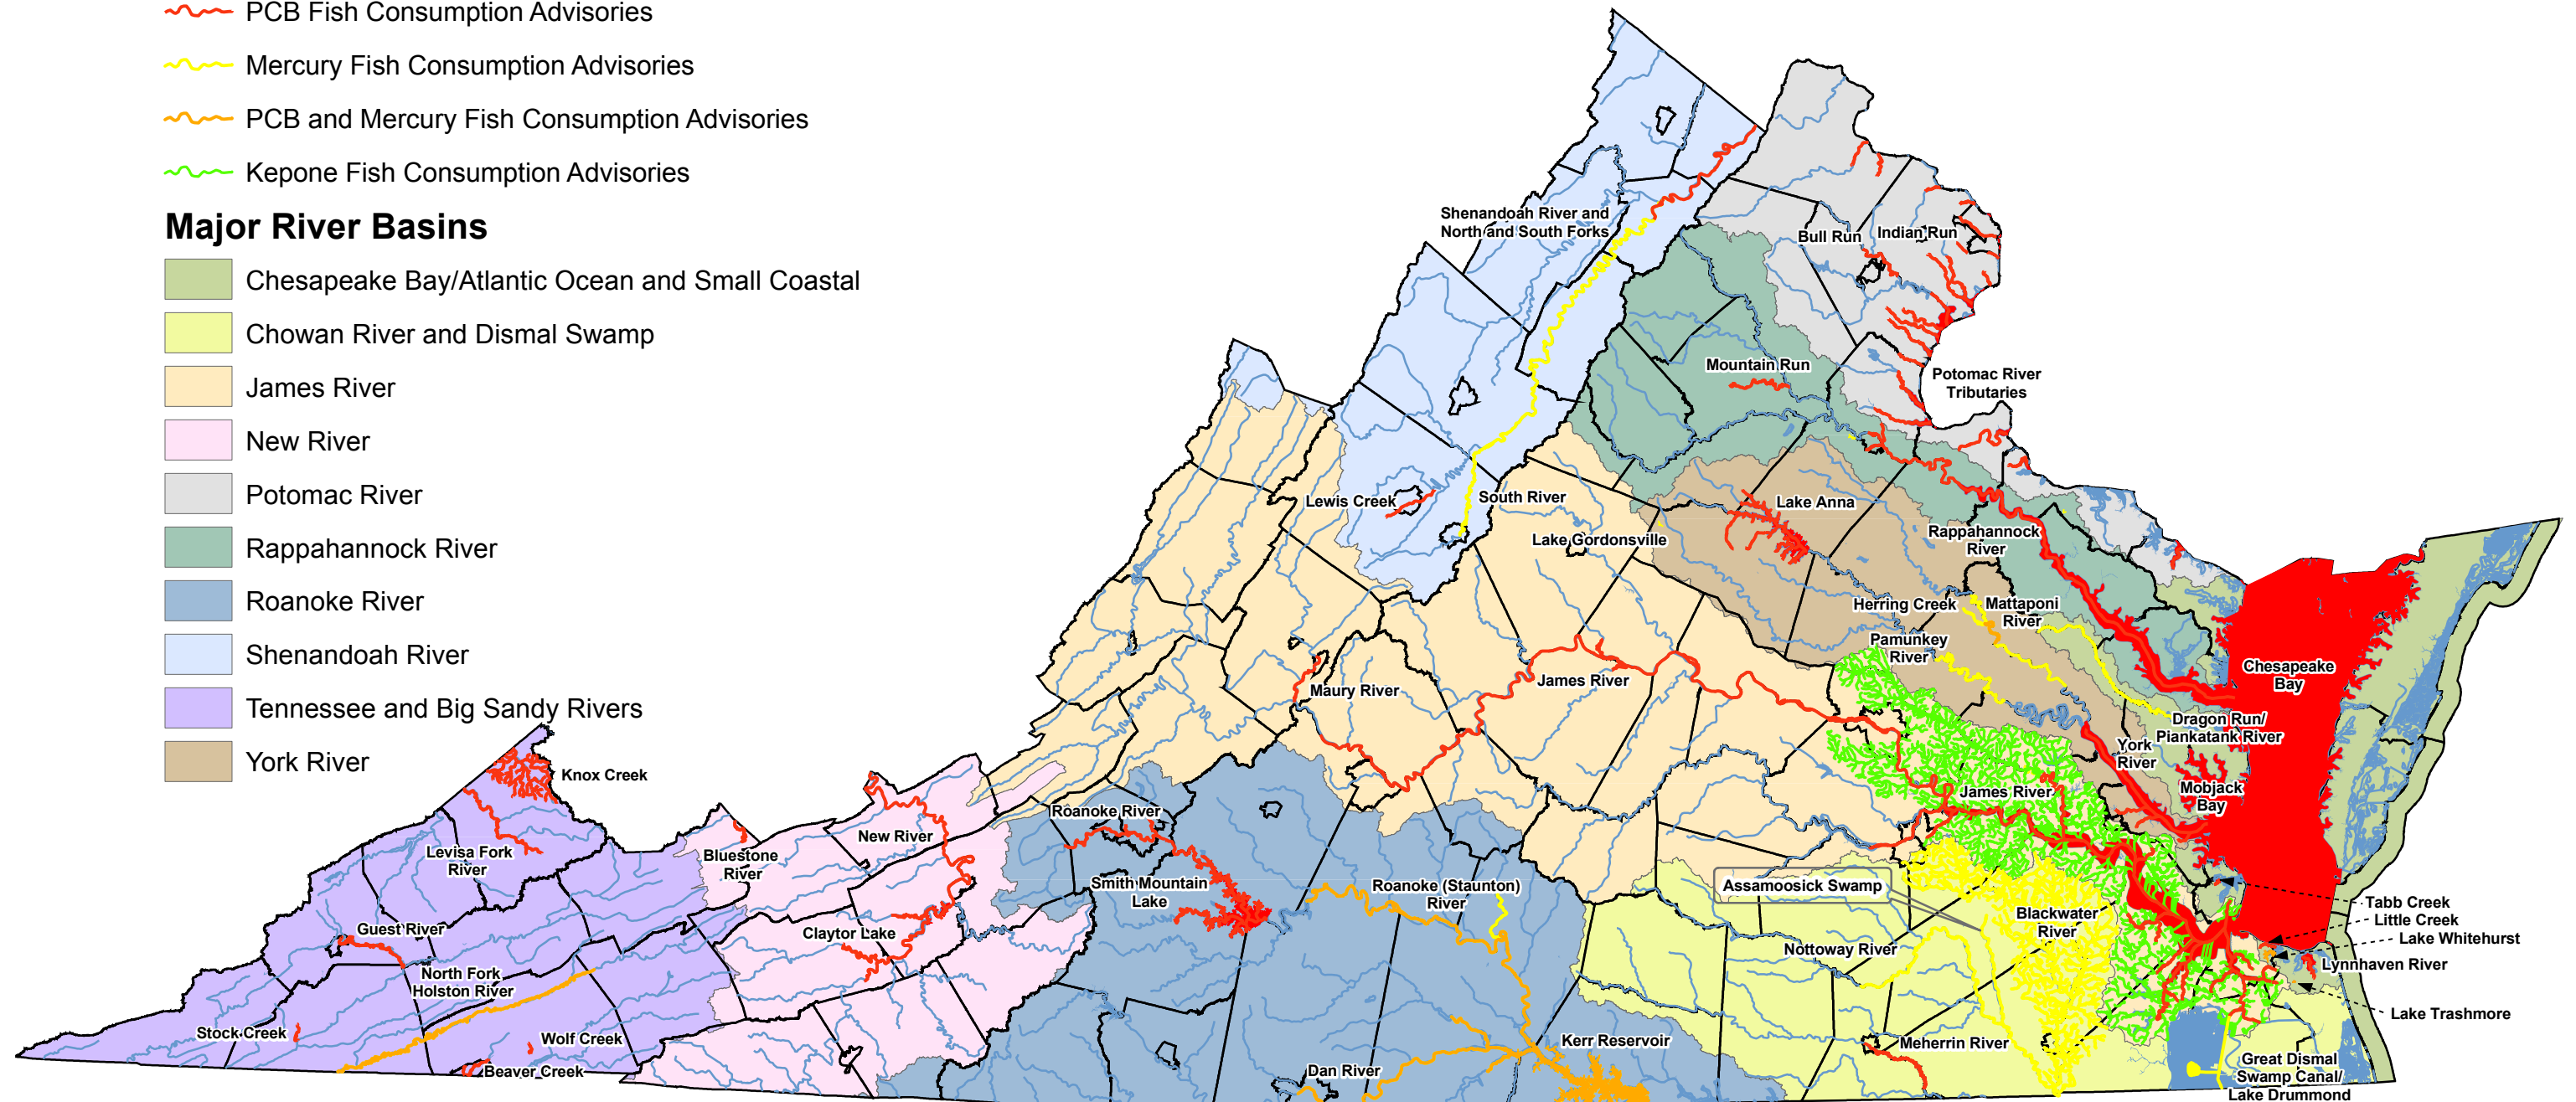 PCB Fish Consumption Advisories
Mercury Fish Consumption Advisories
PCB and Mercury Fish Consumption Advisories
Kepone Fish Consumption Advisories
Major River Basins
Chesapeake Bay/Atlantic Ocean and Small Coastal
Chowan River and Dismal Swamp
James River
New River
Potomac River
Rappahannock River
Roanoke River
Shenandoah River
Tennessee and Big Sandy Rivers
York River
Shenandoah River and
North and South Forks
Bull Run
Indian Run
Mountain Run
Potomac River
Tributaries
Lewis Creek
South River
Lake Gordonsville
Lake Anna
Rappahannock
River
Herring Creek
Mattaponi
River
Pamunkey
River
Chesapeake
Bay
Maury River
James River
Dragon Run/
Piankatank River
York
River
Mobjack
Bay
James River
Knox Creek
Levisa Fork
River
Bluestone
River
New River
Roanoke River
Smith Mountain
Lake
Roanoke (Staunton)
River
Assamoosick Swamp
Blackwater
River
Tabb Creek
Little Creek
Lake Whitehurst
Lynnhaven River
Lake Trashmore
Guest River
Claytor Lake
Nottoway River
North Fork
Holston River
Stock Creek
Wolf Creek
Beaver Creek
Dan River
Kerr Reservoir
Meherrin River
Great Dismal
Swamp Canal/
Lake Drummond